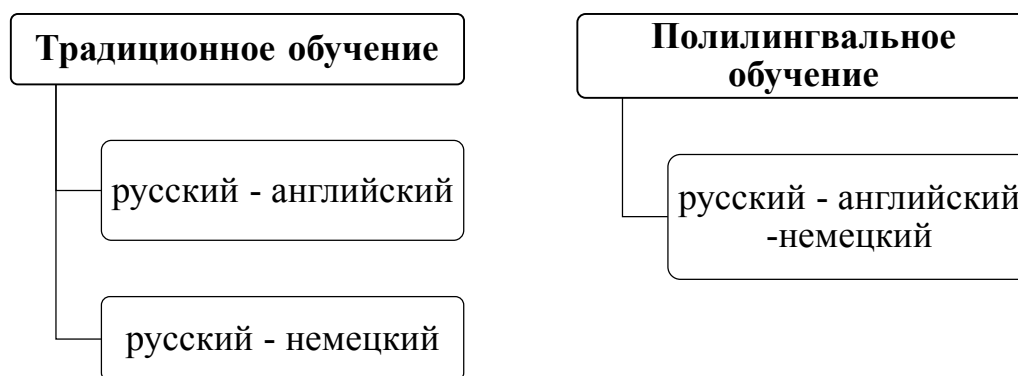 Традиционное обучение
русский - английский
русский - немецкий
Полилингвальное
обучение
русский - английский
-немецкий